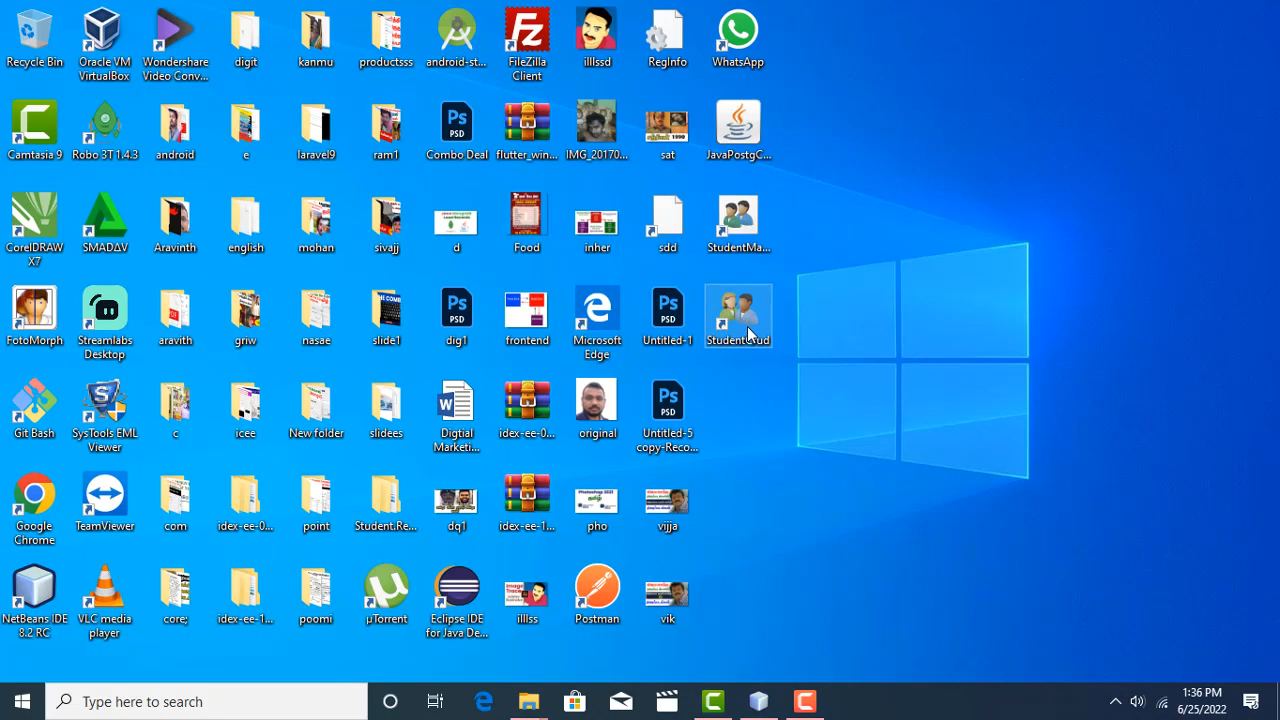 Recycle Bin
Oracle VM
VirtualBox
Wondershare
Video Conv...
digit
kanmu
productsss
android-st...
FileZilla
Client
illlssd
RegInfo
WhatsApp
Camtasia 9
Robo 3T 1.4.3
android
e
laravel9
ram1
PSD
Combo Deal
flutter_win...
IMG_20170...
sat
JavaPostgC...
CorelDRAW
X7
SMADΔV
Aravinth
english
mohan
sivajj
d
Food
inher
sdd
StudentMa...
FotoMorph
Streamlabs
Desktop
aravith
griw
nasae
slide1
PSD
dig1
frontend
Microsoft
Edge
PSD
Untitled-1
Git Bash
SysTools EML
Viewer
c
icee
New folder
slidees
Digtial
Marketi...
idex-ee-0...
original
PSD
Untitled-5
copy-Reco...
Google
Chrome
TeamViewer
com
idex-ee-0...
point
Student.Re...
dq1
idex-ee-1...
pho
vijja
NetBeans IDE
8.2 RC
VLC media
player
core;
idex-ee-1...
poomi
µTorrent
Eclipse IDE
for Java De...
illlss
Postman
vik
Type here to search
1:36 PM
6/25/2022